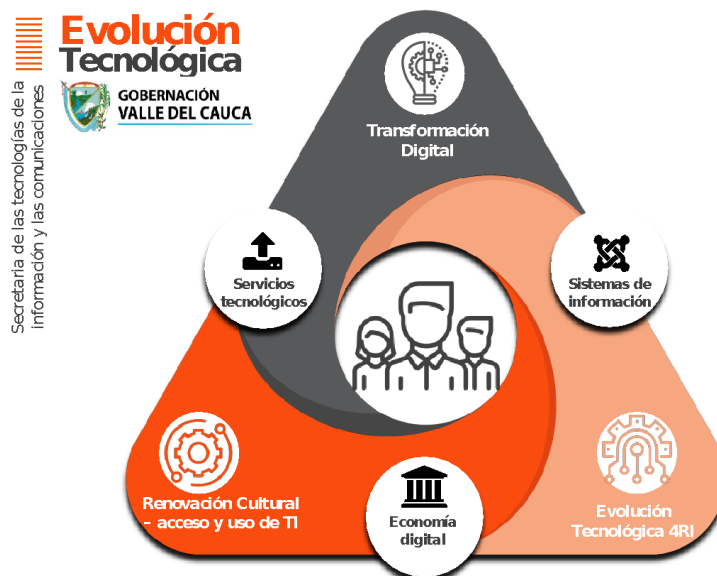 Secretaria de las tecnologías de la
información y las comunicaciones
Evolución
Tecnológica
GOBERNACIÓN
VALLE DEL CAUCA
Transformación
Digital
Servicios
tecnológicos
Sistemas de
información
Renovación Cultural
- acceso y uso de TI
Economía
digital
Evolución
Tecnológica 4RI